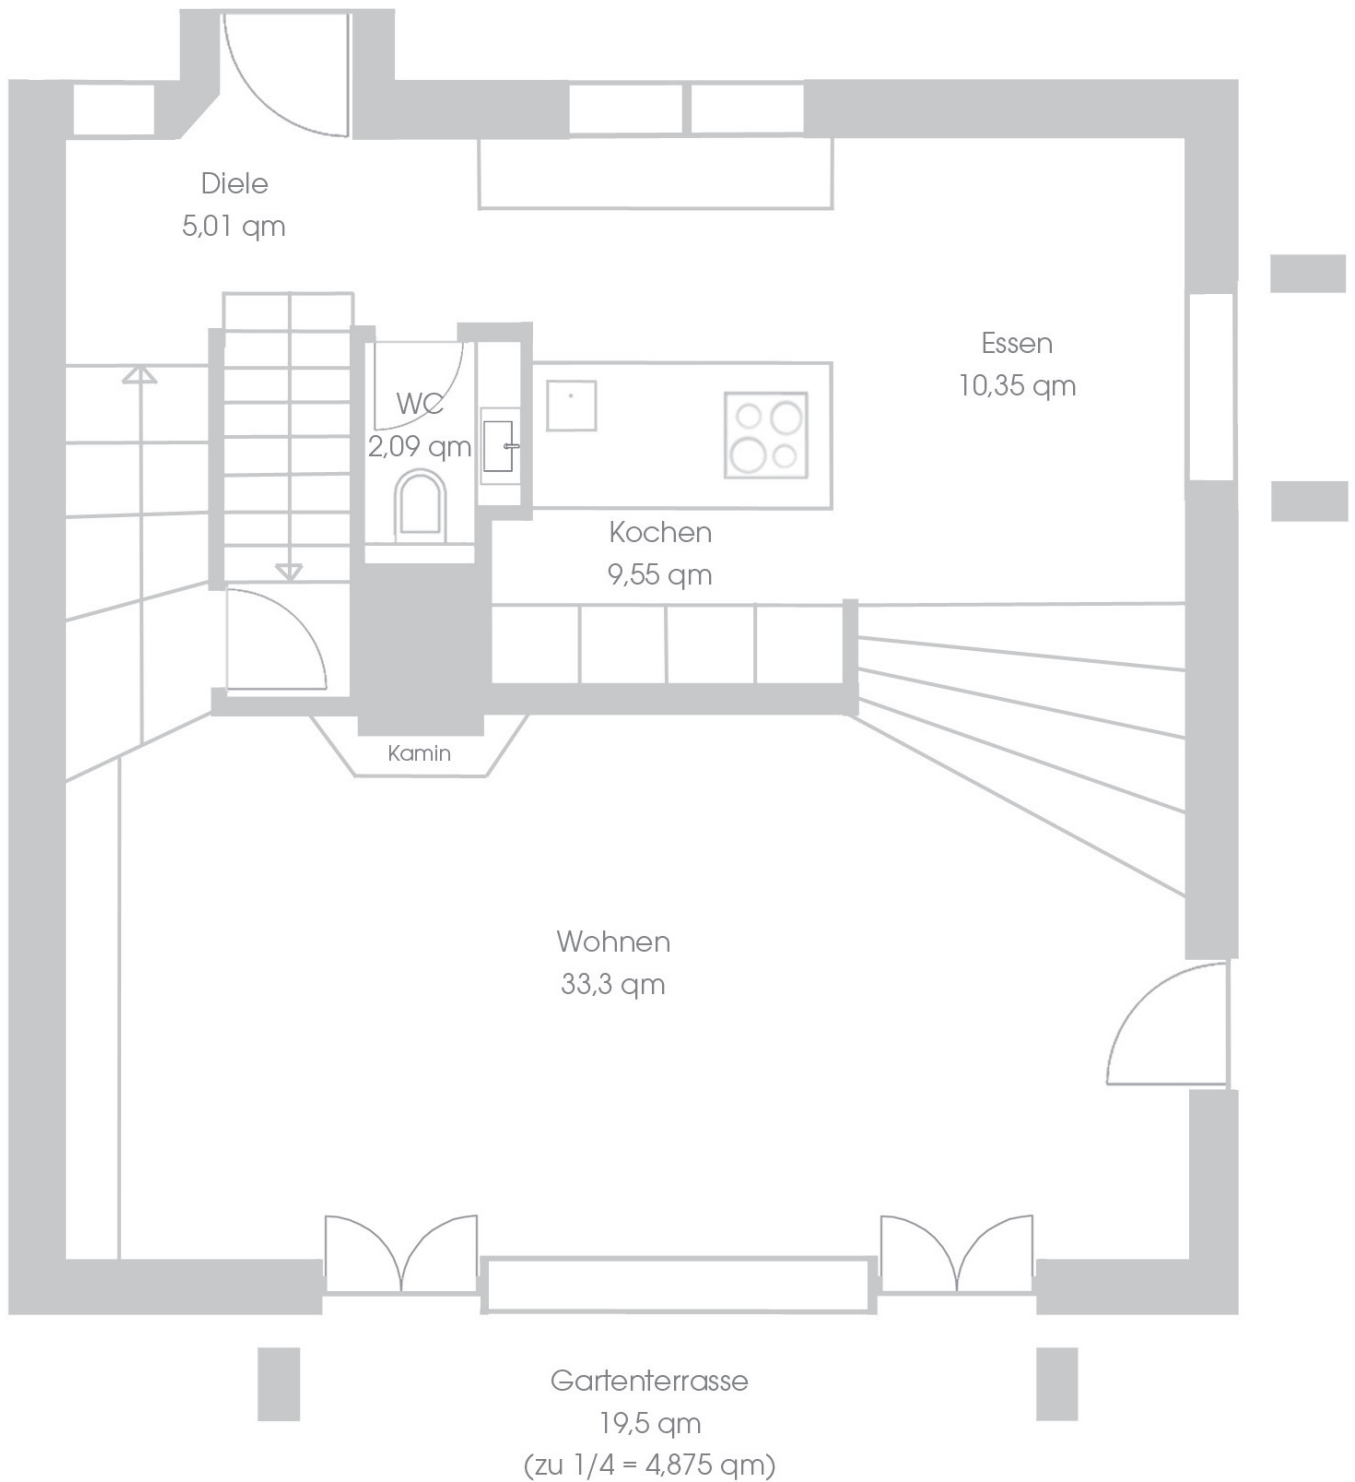 Diele
5,01 qm
Essen
10,35 qm
WC
2,09 qm
Kochen
9,55 qm
Kamin
Wohnen
33,3 qm
Gartenterrasse
19,5 qm
(zu 1/4 = 4,875 qm)